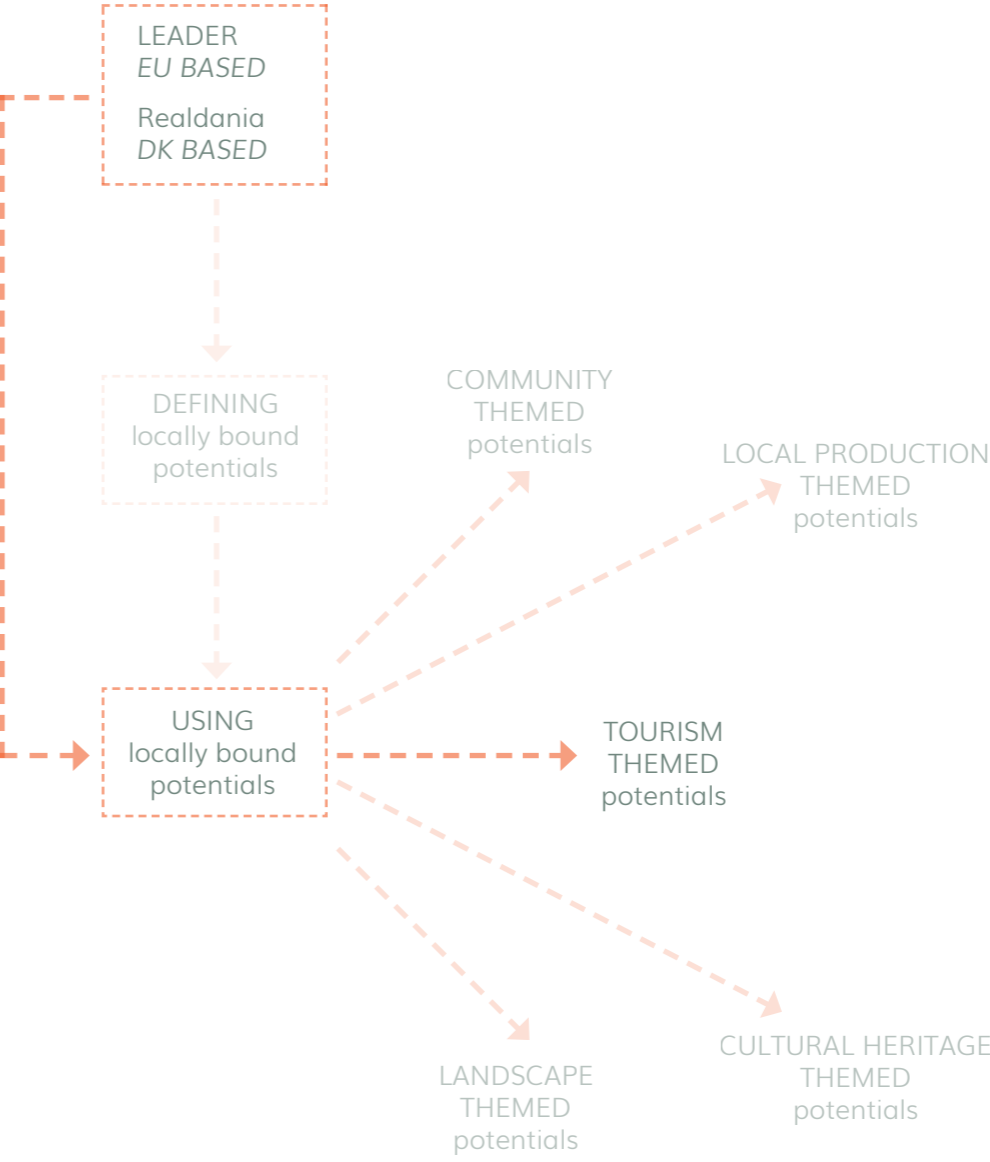 LEADER
EU BASED
Realdania
DK BASED
DEFINING
locally bound
potentials
COMMUNITY
THEMED
potentials
LOCAL PRODUCTION
THEMED
potentials
USING
locally bound
potentials
TOURISM
THEMED
potentials
CULTURAL HERITAGE
THEMED
potentials
LANDSCAPE
THEMED
potentials